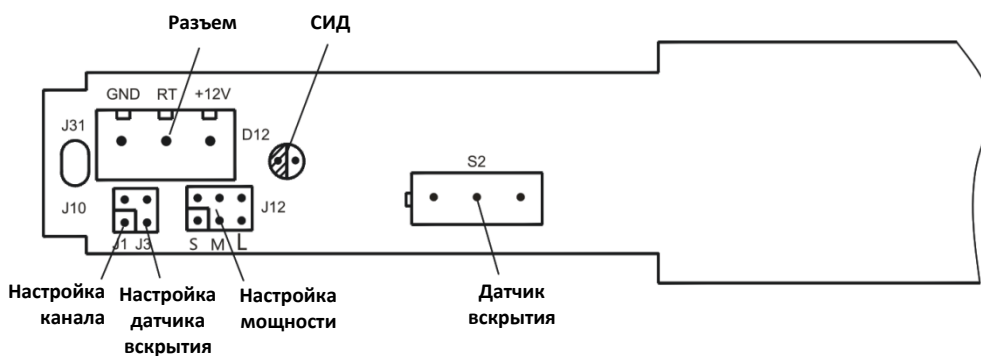 Разъем
СИД
GND RT +12V
J31
D12
S2
J10
J12
J1 J3
S M L
Настройка
канала
Настройка
датчика
вскрытия
Настройка
мощности
Датчик
вскрытия